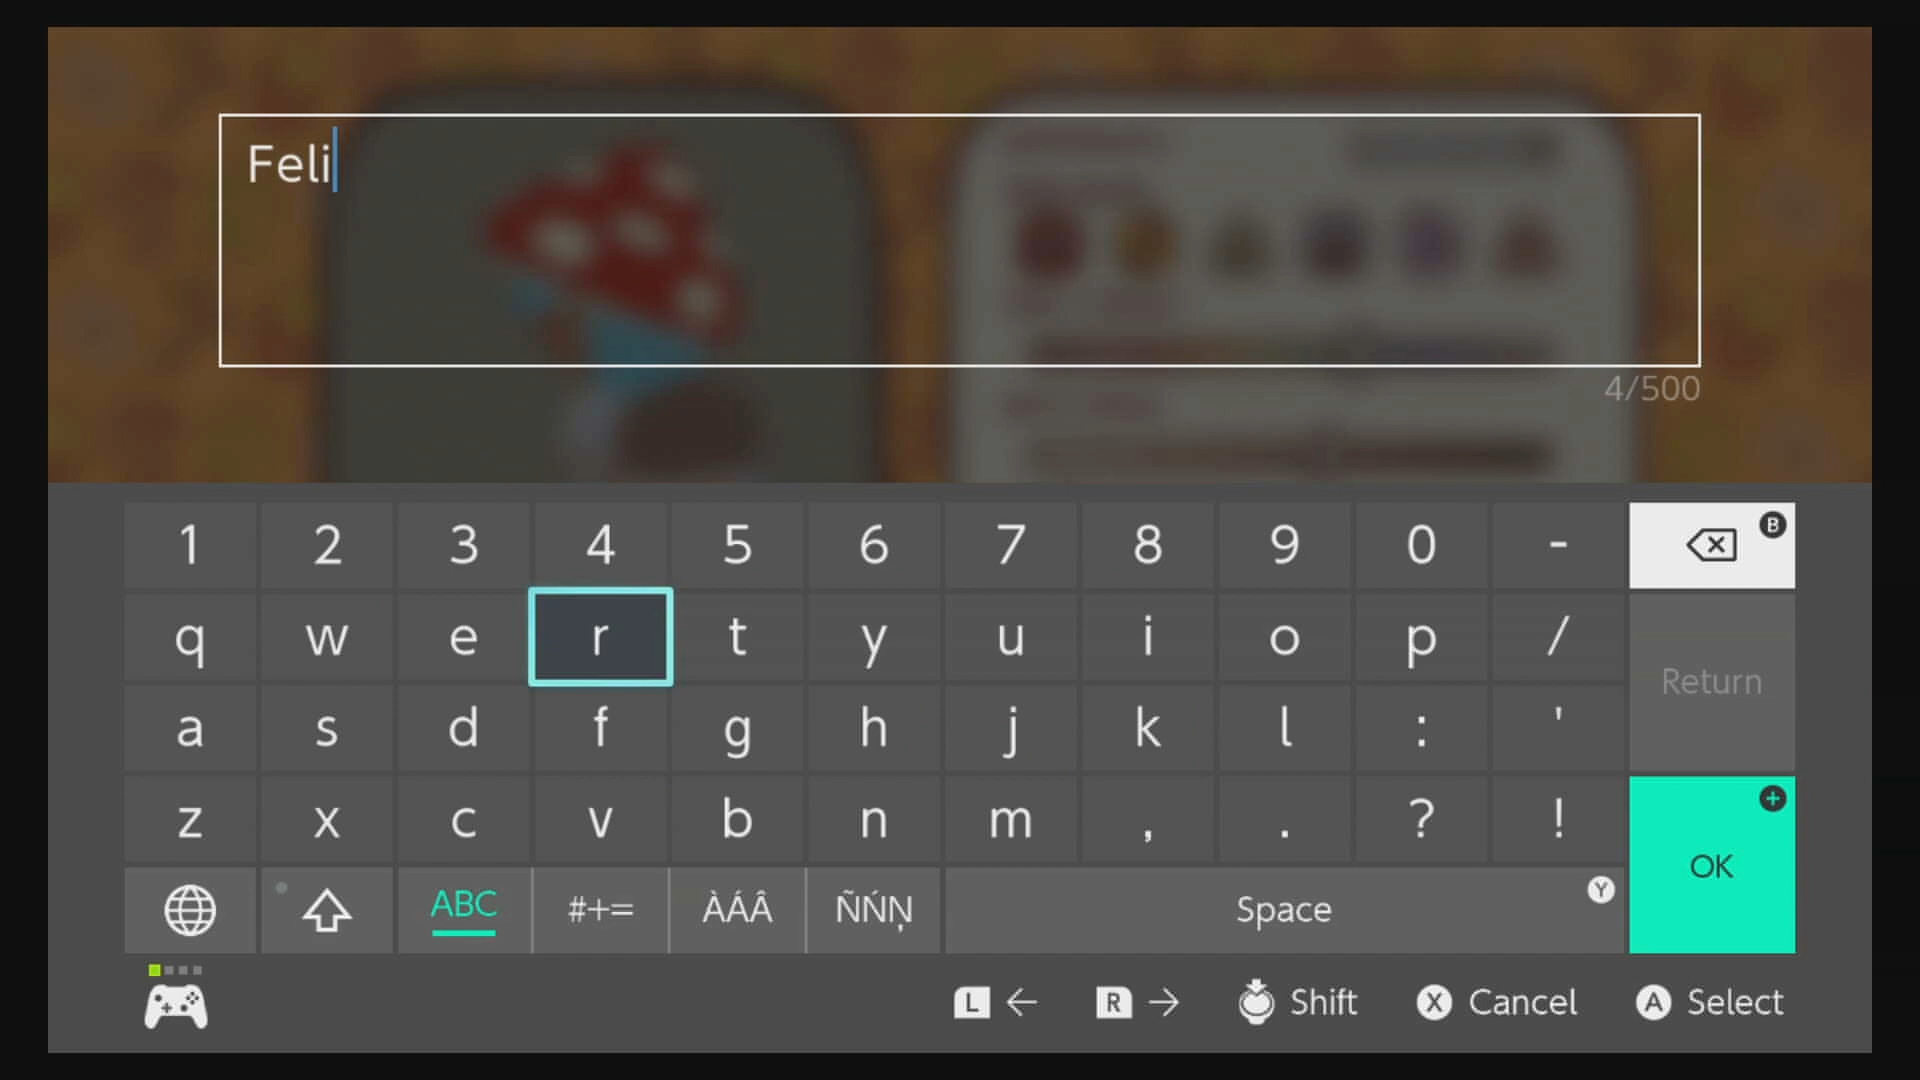 Feli
4/500
1 2 3 4 5 6 7 8 9 0 - B
q w e r t y u i o p /
Return
a s d f g h j k l : '
z x c v b n m , . ? ! +
OK
ABC #+= ÀÁÂ ÑŃŅ Space Y
L ← R → Shift X Cancel A Select